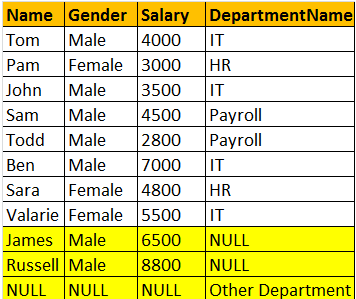 Name Gender Salary DepartmentName
Tom Male 4000 IT
Pam Female 3000 HR
John Male 3500 IT
Sam Male 4500 Payroll
Todd Male 2800 Payroll
Ben Male 7000 IT
Sara Female 4800 HR
Valarie Female 5500 IT
James Male 6500 NULL
Russell Male 8800 NULL
NULL NULL NULL Other Department